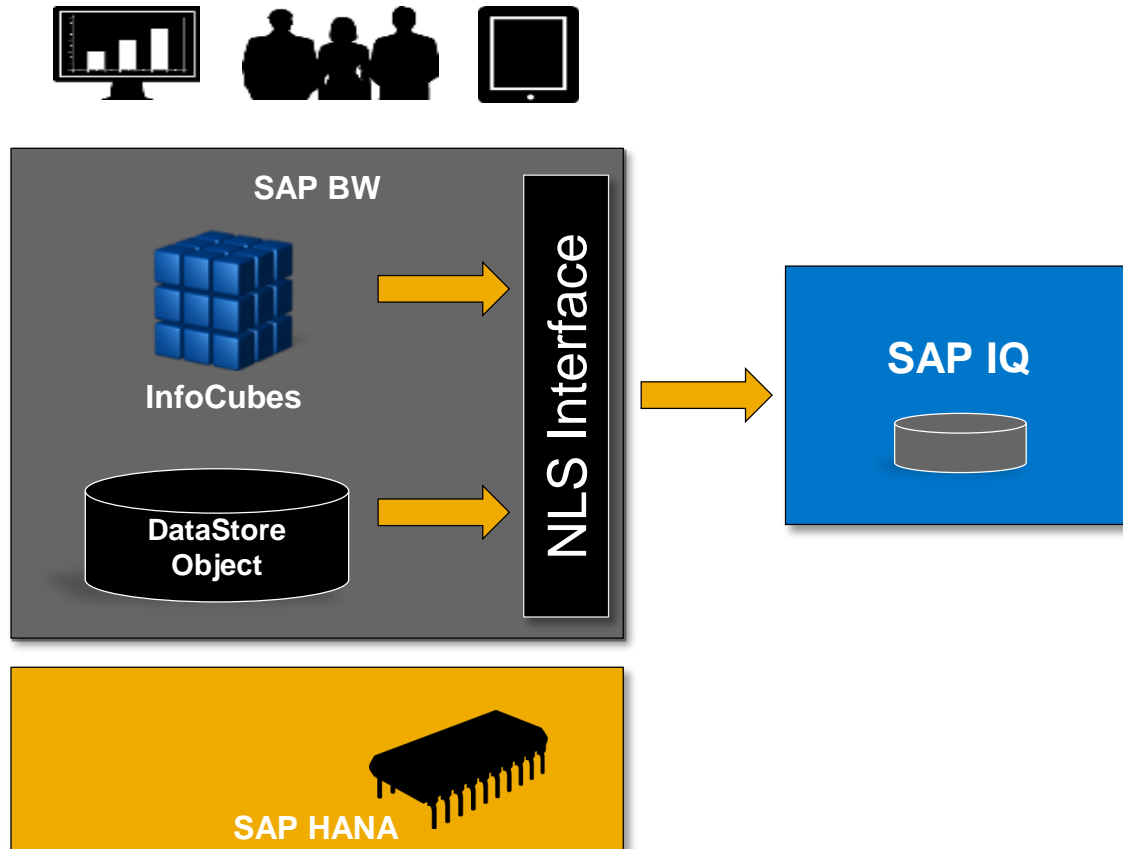 SAP BW
InfoCubes
DataStore
Object
NLS Interface
SAP IQ
SAP HANA